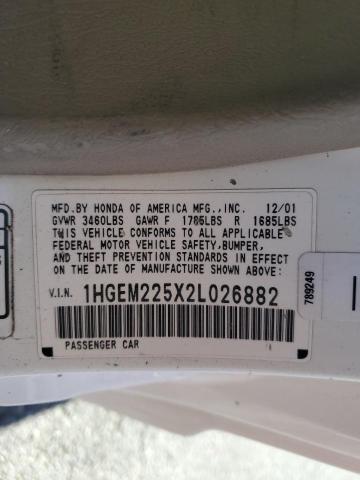 MFD.BY HONDA OF AMERICA MFG.,INC. 12/01
GVWR 3460LBS GAWR F 1785LBS R 1685LBS
THIS VEHICLE CONFORMS TO ALL APPLICABLE
FEDERAL MOTOR VEHICLE SAFETY,BUMPER,
AND THEFT PREVENTION STANDARDS IN EFFECT
ON THE DATE OF MANUFACTURE SHOWN ABOVE.
V.I.N. 1HGEM225X2L026882
PASSENGER CAR
789249